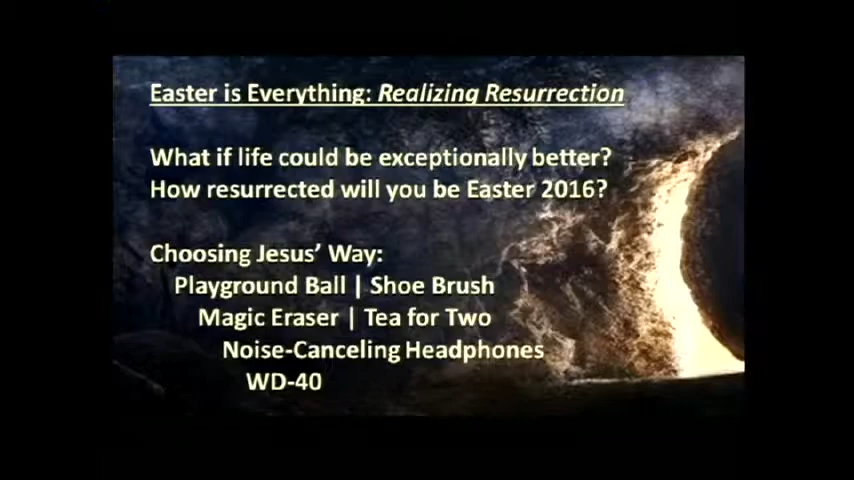 Easter is Everything: Realizing Resurrection
What if life could be exceptionally better?
How resurrected will you be Easter 2016?
Choosing Jesus’ Way:
Playground Ball | Shoe Brush
Magic Eraser | Tea for Two
Noise-Canceling Headphones
WD-40